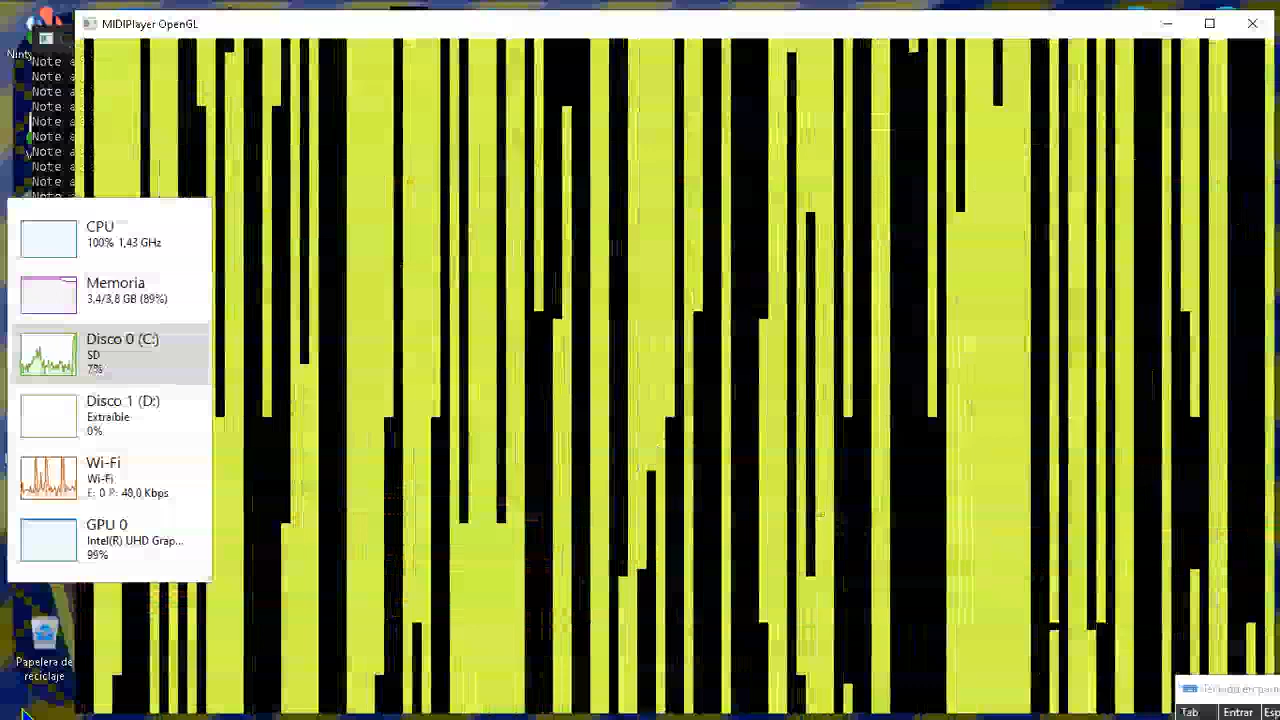 MIDIPlayer OpenGL
Note a
Note a
Note a
Note a
Note a
Note a
Note a
Note a
Note a
Note a
CPU
100% 1,43 GHz
Memoria
3,4/3,8 GB (89%)
Disco 0 (C:)
SD
7%
Disco 1 (D:)
Extraíble
0%
Wi-Fi
Wi-Fi
E: 0 R: 48,0 Kbps
GPU 0
Intel(R) UHD Grap...
99%
Papelera de
reciclaje
Tab
Entrar
Esp